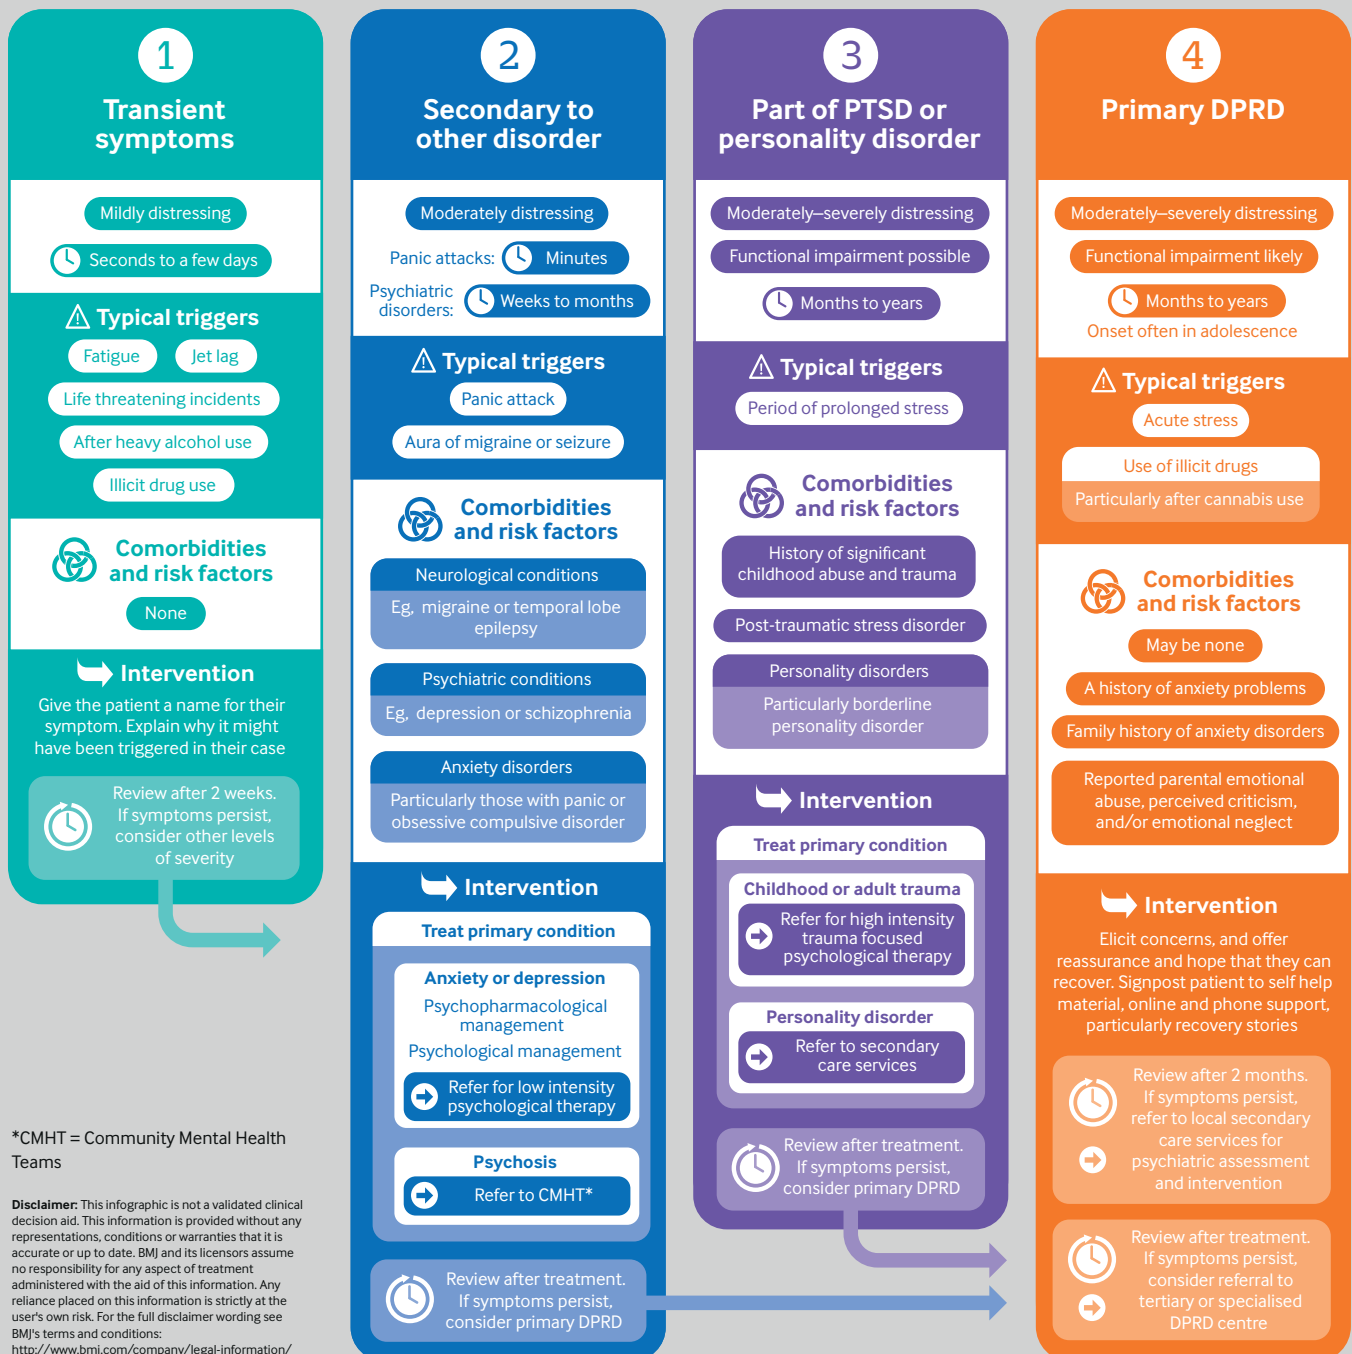 1
Transient
symptoms
Mildly distressing
Seconds to a few days
Typical triggers
Fatigue
Jet lag
Life threatening incidents
After heavy alcohol use
Illicit drug use
Comorbidities
and risk factors
None
Intervention
Give the patient a name for their
symptom. Explain why it might
have been triggered in their case
Review after 2 weeks.
If symptoms persist,
consider other levels
of severity
2
Secondary to
other disorder
Moderately distressing
Panic attacks: Minutes
Psychiatric
disorders:
Weeks to months
Typical triggers
Panic attack
Aura of migraine or seizure
Comorbidities
and risk factors
Neurological conditions
Eg, migraine or temporal lobe
epilepsy
Psychiatric conditions
Eg, depression or schizophrenia
Anxiety disorders
Particularly those with panic or
obsessive compulsive disorder
Intervention
Treat primary condition
Anxiety or depression
Psychopharmacological
management
Psychological management
Refer for low intensity
psychological therapy
Psychosis
Refer to CMHT*
Review after treatment.
If symptoms persist,
consider primary DPRD
3
Part of PTSD or
personality disorder
Moderately–severely distressing
Functional impairment possible
Months to years
Typical triggers
Period of prolonged stress
Comorbidities
and risk factors
History of significant
childhood abuse and trauma
Post-traumatic stress disorder
Personality disorders
Particularly borderline
personality disorder
Intervention
Treat primary condition
Childhood or adult trauma
Refer for high intensity
trauma focused
psychological therapy
Personality disorder
Refer to secondary
care services
Review after treatment.
If symptoms persist,
consider primary DPRD
4
Primary DPRD
Moderately–severely distressing
Functional impairment likely
Months to years
Onset often in adolescence
Typical triggers
Acute stress
Use of illicit drugs
Particularly after cannabis use
Comorbidities
and risk factors
May be none
A history of anxiety problems
Family history of anxiety disorders
Reported parental emotional
abuse, perceived criticism,
and/or emotional neglect
Intervention
Elicit concerns, and offer
reassurance and hope that they can
recover. Signpost patient to self help
material, online and phone support,
particularly recovery stories
Review after 2 months.
If symptoms persist,
refer to local secondary
care services for
psychiatric assessment
and intervention
Review after treatment.
If symptoms persist,
consider referral to
tertiary or specialised
DPRD centre
*CMHT = Community Mental Health
Teams
Disclaimer: This infographic is not a validated clinical
decision aid. This information is provided without any
representations, conditions or warranties that it is
accurate or up to date. BMJ and its licensors assume
no responsibility for any aspect of treatment
administered with the aid of this information. Any
reliance placed on this information is strictly at the
user's own risk. For the full disclaimer wording see
BMJ's terms and conditions:
http://www.bmj.com/company/legal-information/